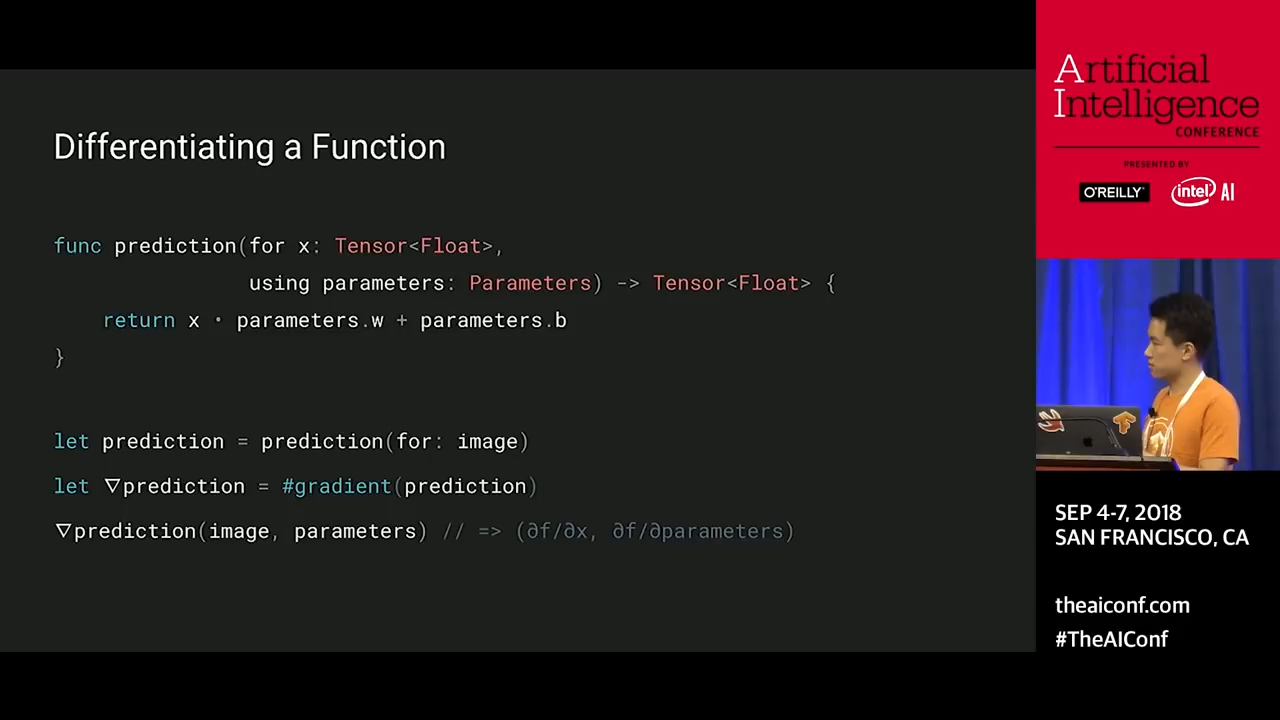 Differentiating a Function
func prediction(for x: Tensor<Float>,
using parameters: Parameters) -> Tensor<Float> {
return x • parameters.w + parameters.b
}
let prediction = prediction(for: image)
let ∇prediction = #gradient(prediction)
∇prediction(image, parameters) // => (∂f/∂x, ∂f/∂parameters)
Artificial
Intelligence
CONFERENCE
PRESENTED BY
O'REILLY
intel AI
SEP 4-7, 2018
SAN FRANCISCO, CA
theaiconf.com
#TheAIConf